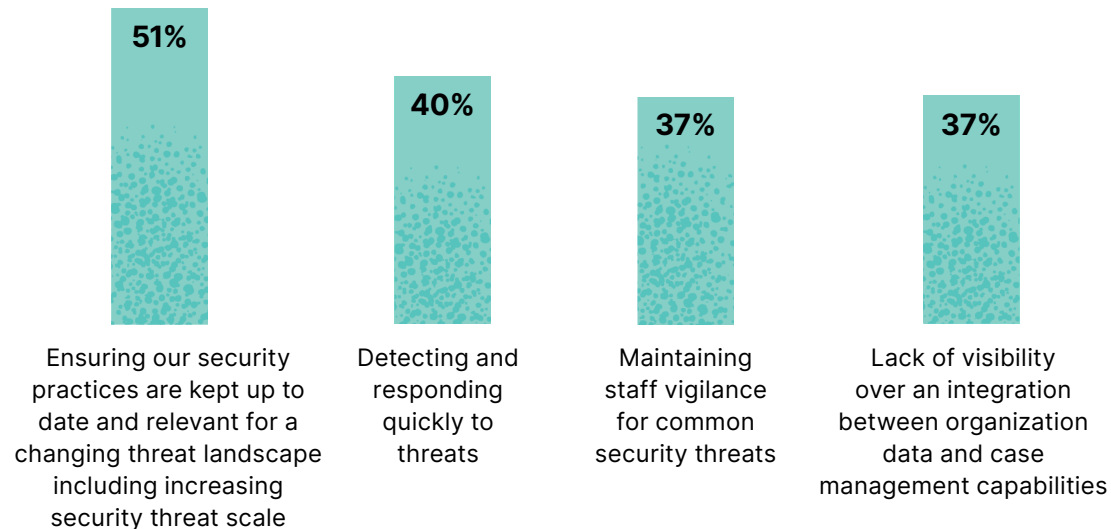 51%
40%
37%
37%
Ensuring our security
practices are kept up to
date and relevant for a
changing threat landscape
including increasing
security threat scale
Detecting and
responding
quickly to
threats
Maintaining
staff vigilance
for common
security threats
Lack of visibility
over an integration
between organization
data and case
management capabilities